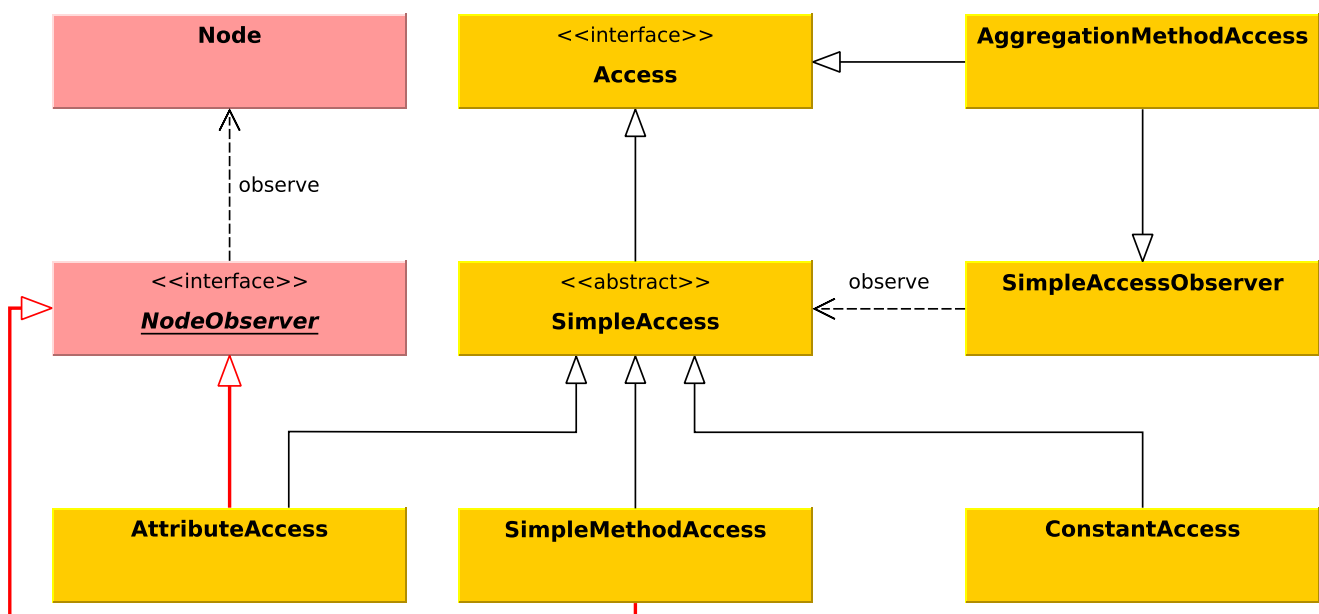 Node
<<interface>>
Access
AggregationMethodAccess
observe
<<interface>>
NodeObserver
<<abstract>>
SimpleAccess
observe
SimpleAccessObserver
AttributeAccess
SimpleMethodAccess
ConstantAccess